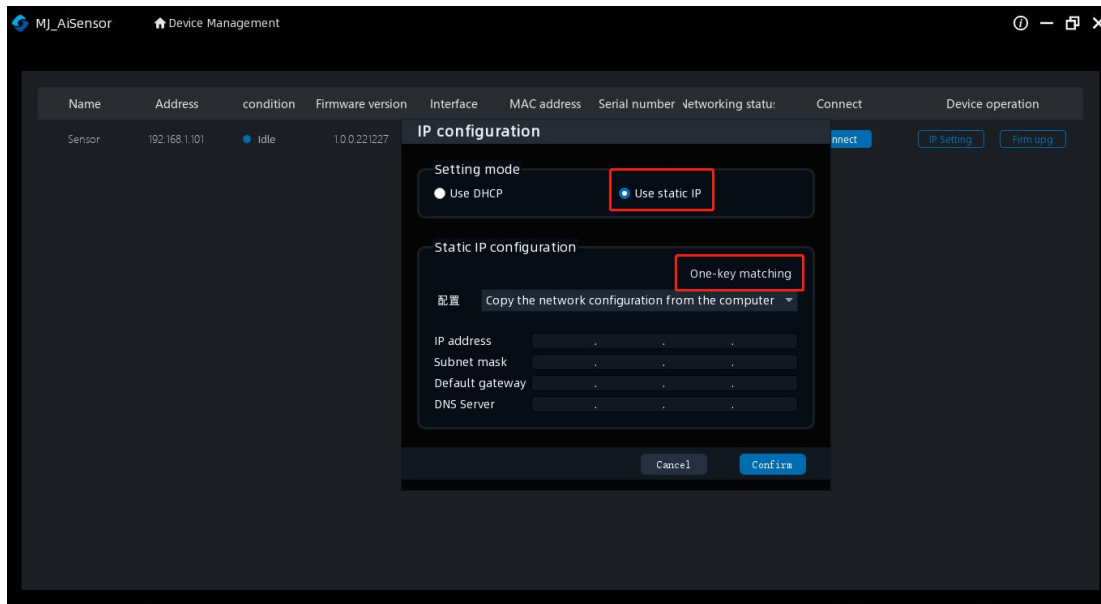 MJ_AiSensor Device Management
Name Address condition Firmware version Interface MAC address Serial number Networking statu: Connect Device operation
Sensor 192.168.1.101 Idle 1.0.0.221227 nnect IP Setting Firm upg
IP configuration
Setting mode
Use DHCP Use static IP
Static IP configuration
One-key matching
配置 Copy the network configuration from the computer
IP address . . .
Subnet mask . . .
Default gateway . . .
DNS Server . . .
Cancel Confirm